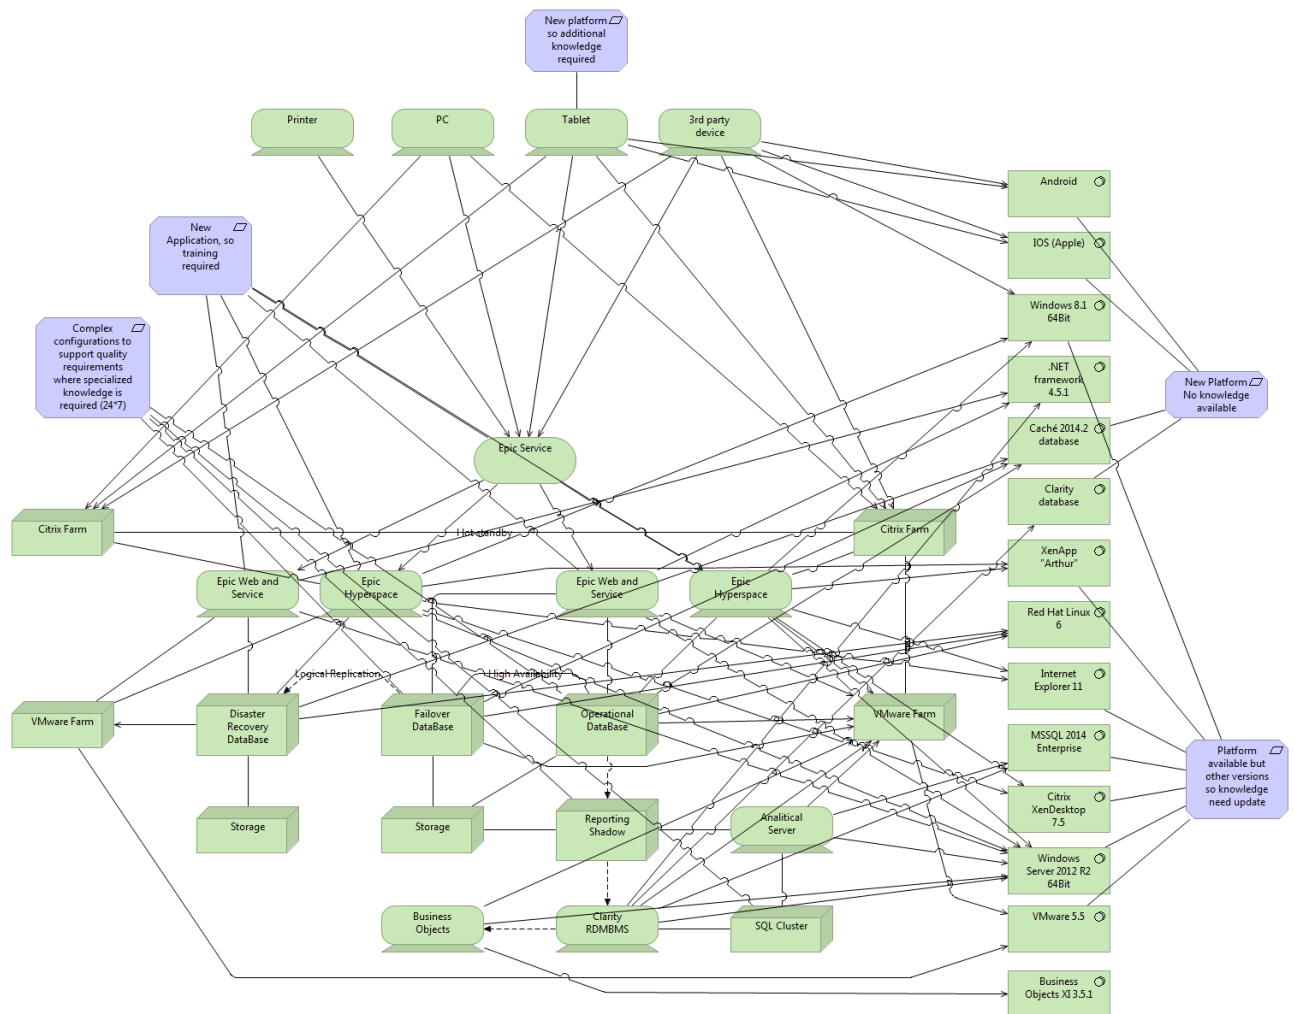 New platform
so additional
knowledge
required
Printer
PC
Tablet
3rd party
device
Android
New
Application, so
training
required
IOS (Apple)
Windows 8.1
64Bit
Complex
configurations to
support quality
requirements
where specialized
knowledge is
required (24*7)
.NET
framework
4.5.1
New Platform
No knowledge
available
Caché 2014.2
database
Epic Service
Clarity
database
Citrix Farm
Hot standby
Citrix Farm
XenApp
"Arthur"
Epic Web and
Service
Epic
Hyperspace
Epic Web and
Service
Epic
Hyperspace
Red Hat Linux
6
Logical Replication
High Availability
Internet
Explorer 11
VMware Farm
Disaster
Recovery
DataBase
Failover
DataBase
Operational
DataBase
VMware Farm
MSSQL 2014
Enterprise
Platform
available but
other versions
so knowledge
need update
Citrix
XenDesktop
7.5
Storage
Storage
Reporting
Shadow
Analitical
Server
Windows
Server 2012 R2
64Bit
Business
Objects
Clarity
RDMBMS
SQL Cluster
VMware 5.5
Business
Objects XI 3.5.1